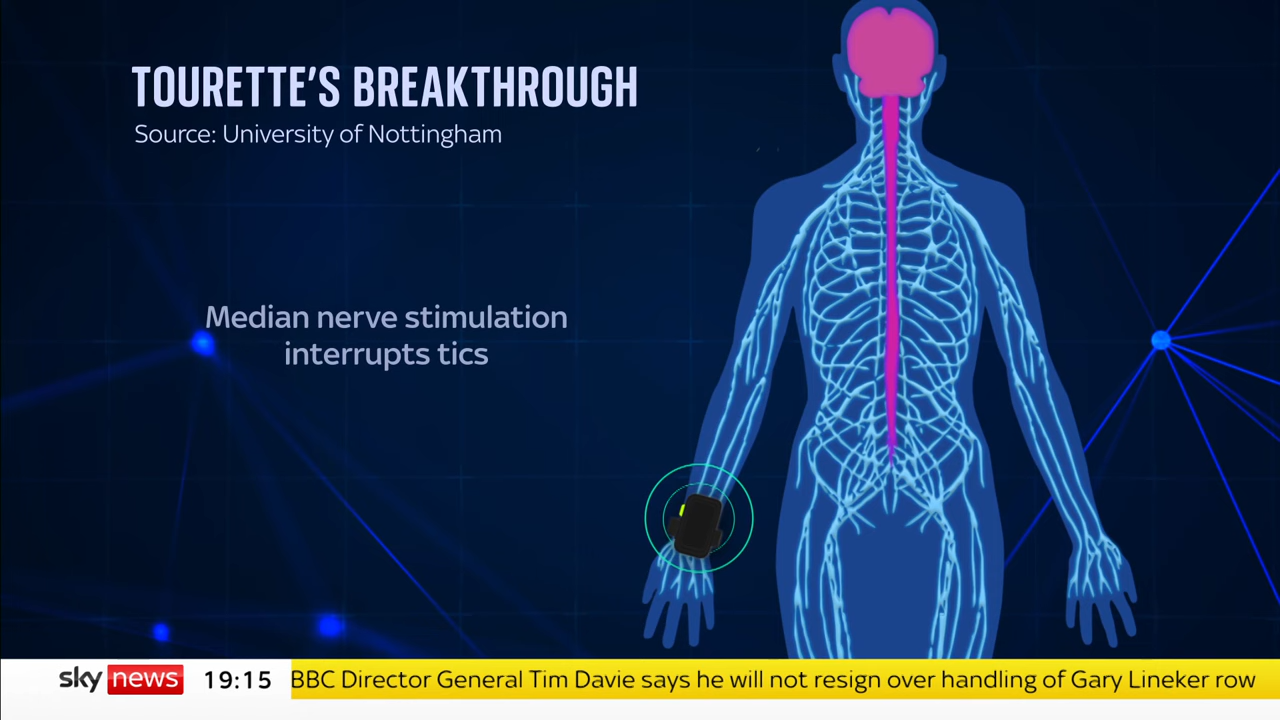 TOURETTE'S BREAKTHROUGH
Source: University of Nottingham
Median nerve stimulation
interrupts tics
sky news 19:15 BBC Director General Tim Davie says he will not resign over handling of Gary Lineker row